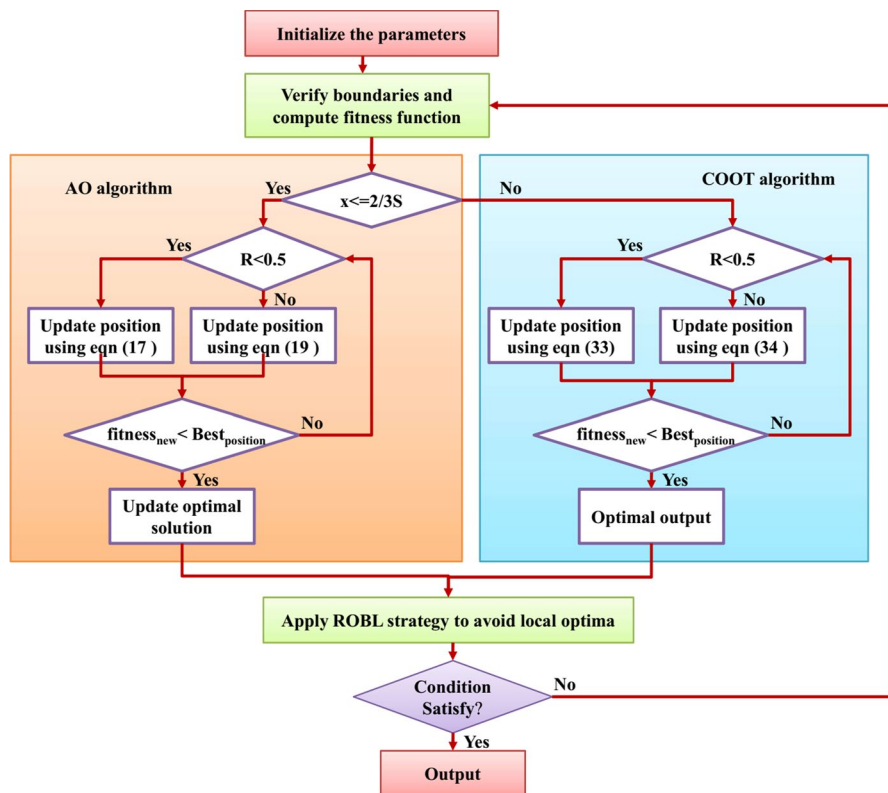 Initialize the parameters
Verify boundaries and
compute fitness function
AO algorithm
Yes
x<=2/3S
No
COOT algorithm
Yes
R<0.5
No
Update position
using eqn (17 )
Update position
using eqn (19 )
fitnessnew< Bestposition
No
Yes
Update optimal
solution
Yes
R<0.5
No
Update position
using eqn (33)
Update position
using eqn (34 )
fitnessnew< Bestposition
No
Yes
Optimal output
Apply ROBL strategy to avoid local optima
Condition
Satisfy?
No
Yes
Output